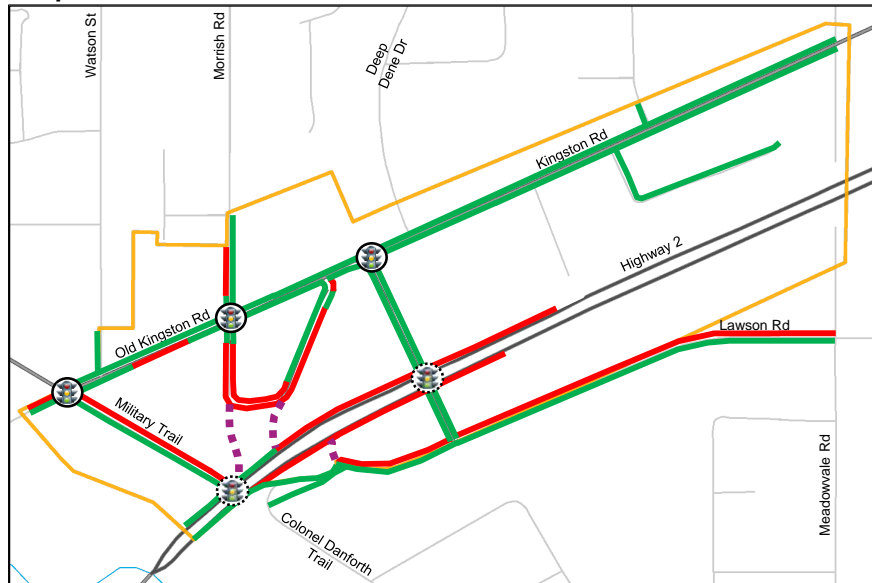 Watson St
Morrish Rd
Deep
Dene Dr
Kingston Rd
Highway 2
Old Kingston Rd
Lawson Rd
Military Trail
Meadowvale Rd
Colonel Danforth
Trail